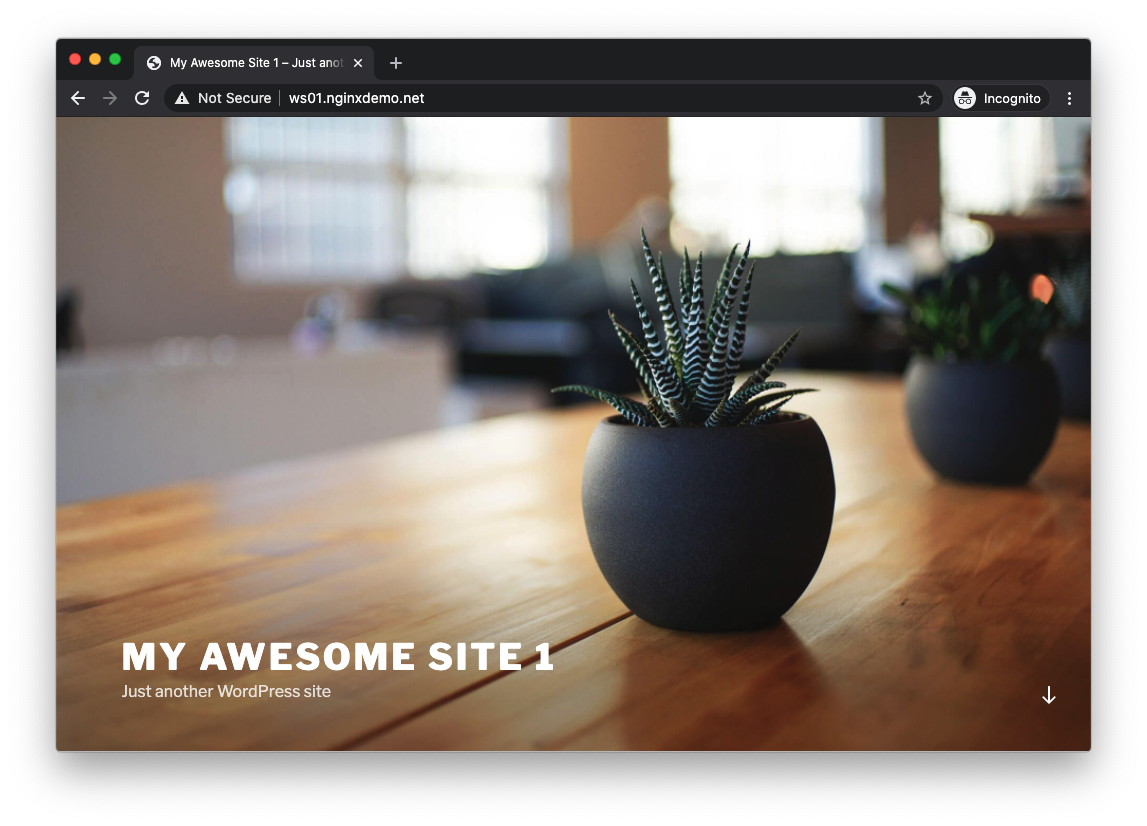 My Awesome Site 1 – Just anot
Not Secure ws01.nginxdemo.net
Incognito
MY AWESOME SITE 1
Just another WordPress site